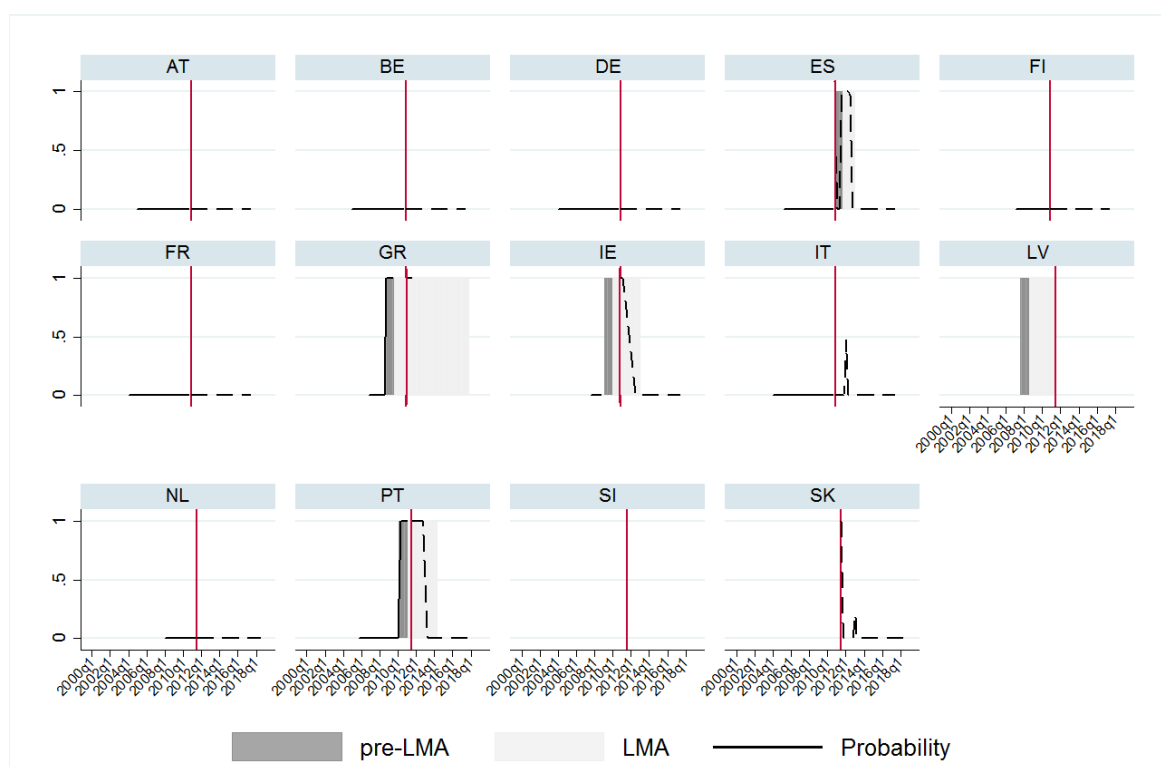 AT BE DE ES FI
1
.5
0
FR GR IE IT LV
1
.5
0
2000q1 2002q1 2004q1 2006q1 2008q1 2010q1 2012q1 2014q1 2016q1 2018q1
NL PT SI SK
1
.5
0
2000q1 2002q1 2004q1 2006q1 2008q1 2010q1 2012q1 2014q1 2016q1 2018q1 2000q1 2002q1 2004q1 2006q1 2008q1 2010q1 2012q1 2014q1 2016q1 2018q1 2000q1 2002q1 2004q1 2006q1 2008q1 2010q1 2012q1 2014q1 2016q1 2018q1 2000q1 2002q1 2004q1 2006q1 2008q1 2010q1 2012q1 2014q1 2016q1 2018q1
pre-LMA LMA Probability